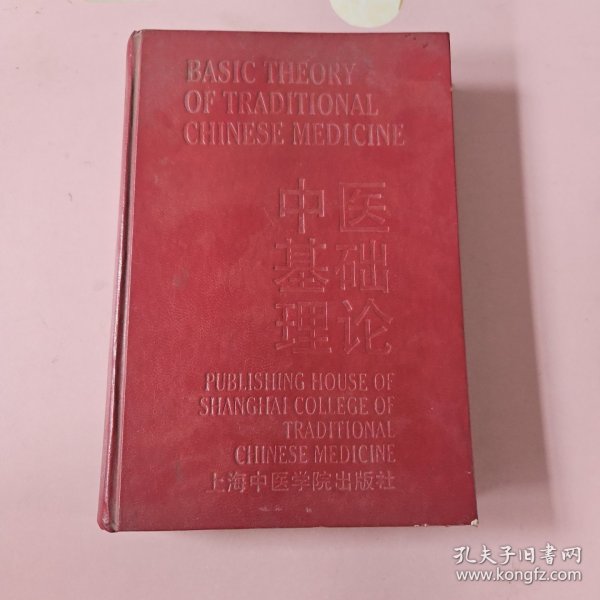 BASIC THEORY
OF TRADITIONAL
CHINESE MEDICINE
中医
基础
理论
PUBLISHING HOUSE OF
SHANGHAI COLLEGE OF
TRADITIONAL
CHINESE MEDICINE
上海中医学院出版社
孔夫子旧书网
www.kongfz.com